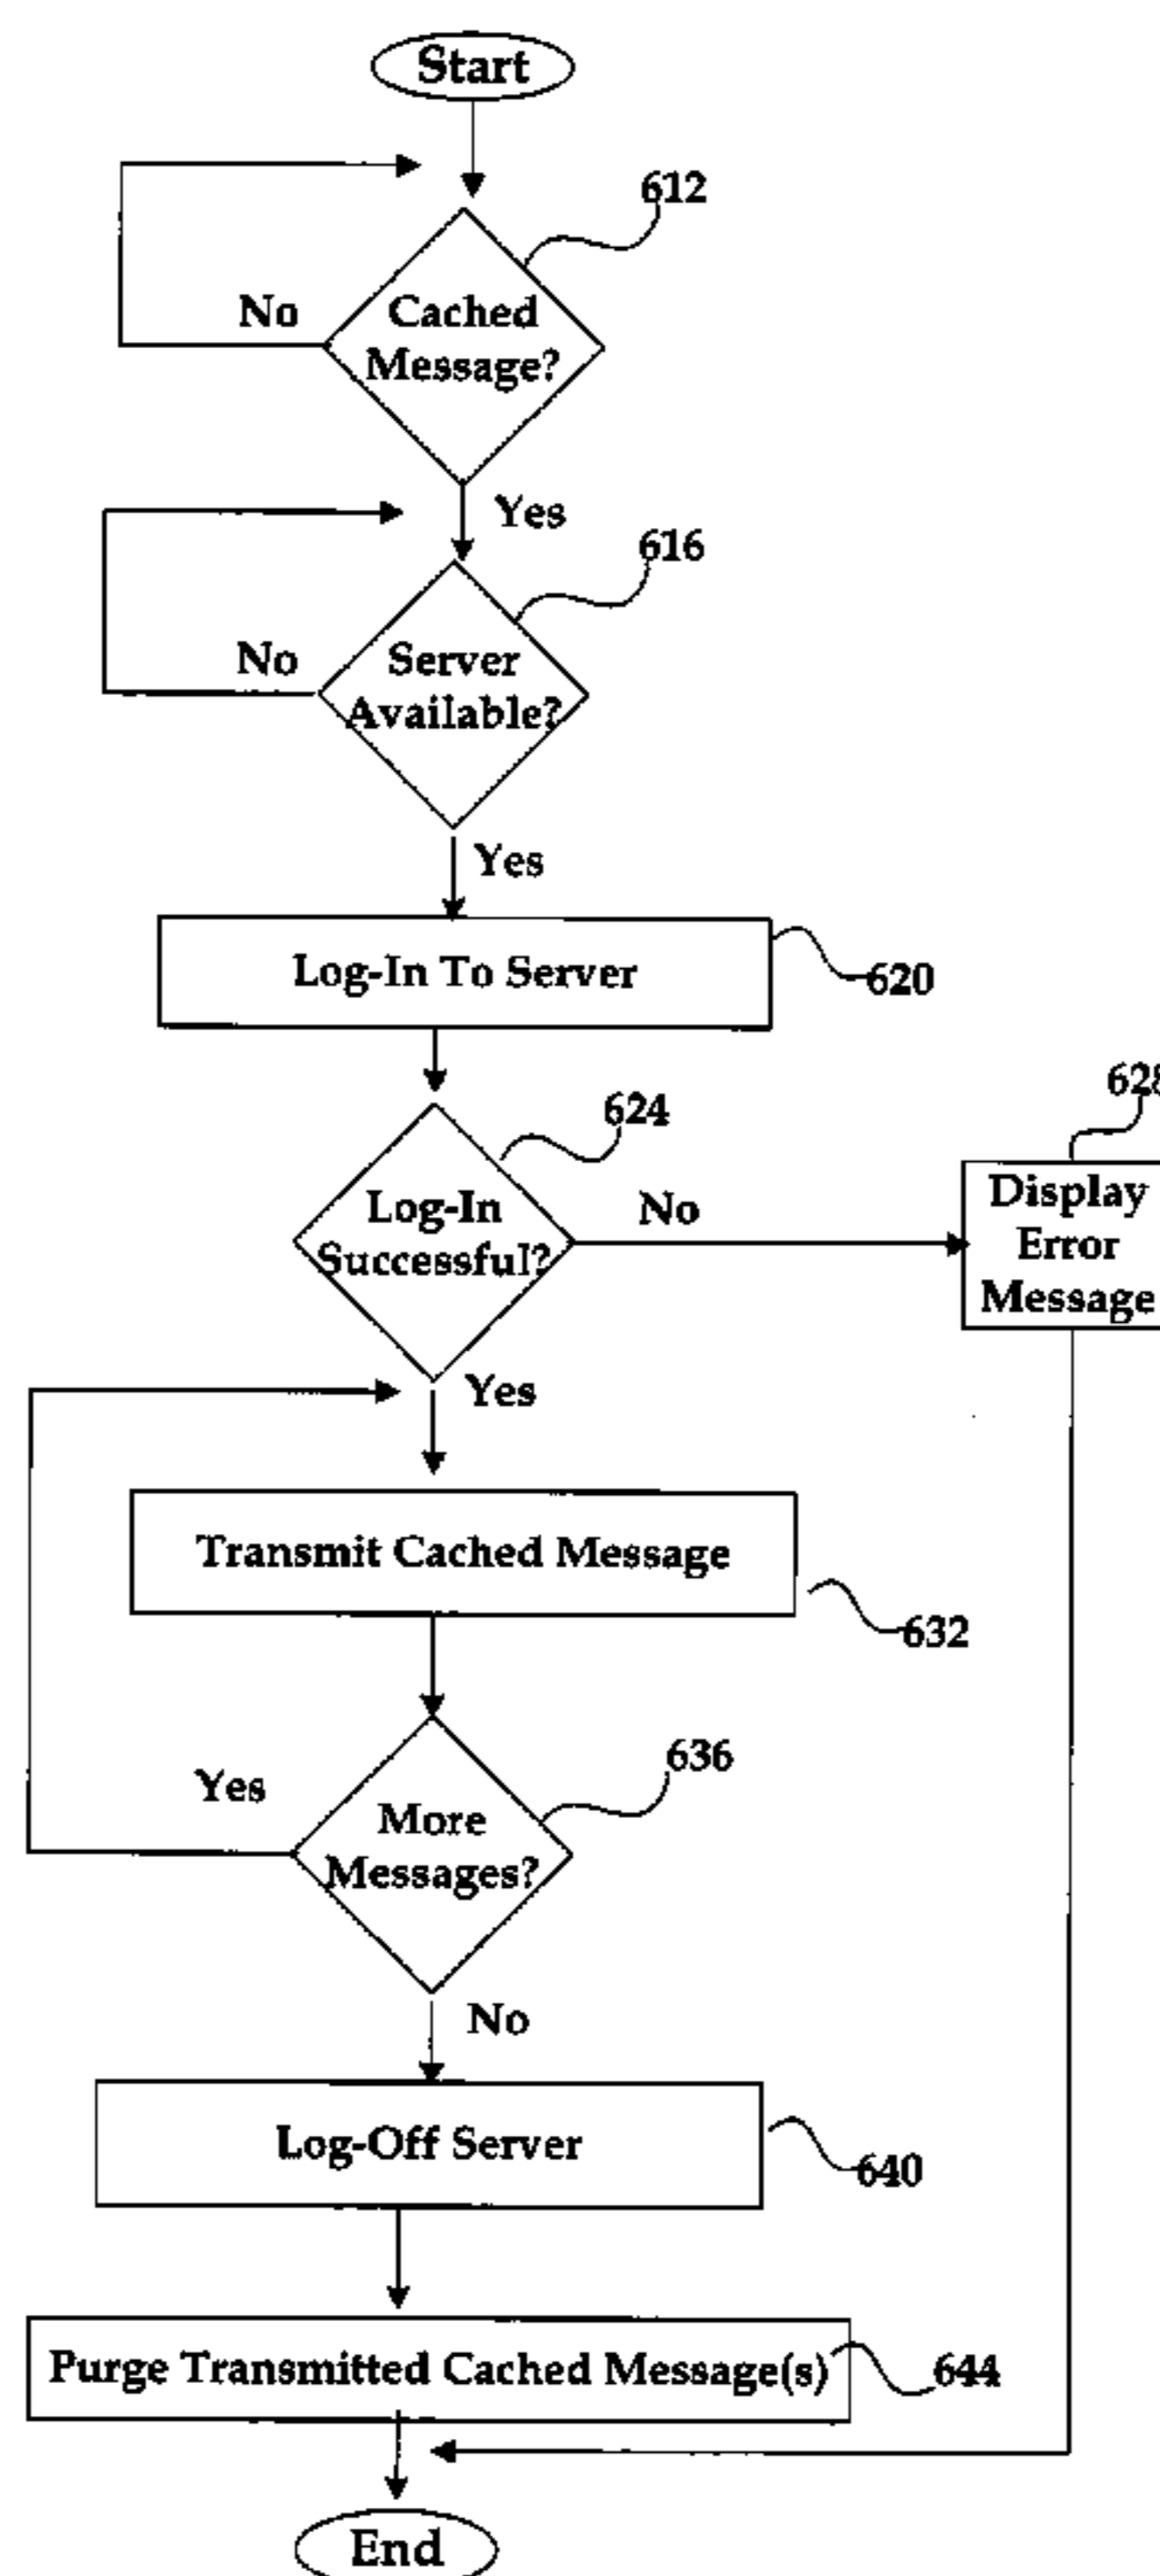 Start
612
Cached
Message?
No
Yes
616
Server
Available?
No
Yes
Log-In To Server
620
624
Log-In
Successful?
No
628
Display
Error
Message
Yes
Transmit Cached Message
632
636
More
Messages?
Yes
No
Log-Off Server
640
Purge Transmitted Cached Message(s)
644
End